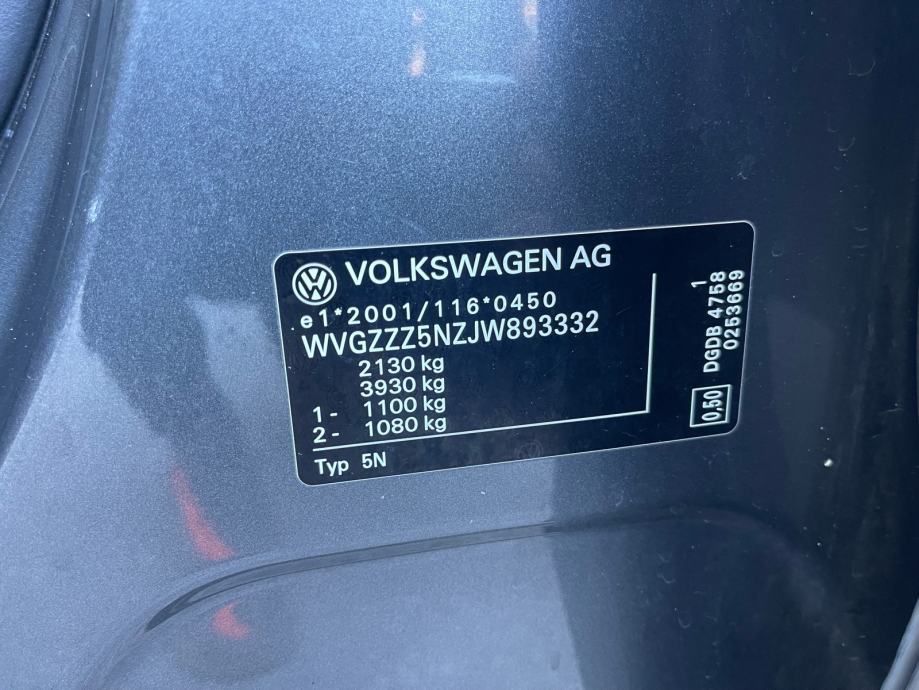 VOLKSWAGEN AG
e1*2001/116*0450
WVGZZZ5NZJW893332
2130 kg
3930 kg
1- 1100 kg
2- 1080 kg
Typ 5N
0,50
DGDB 4758 1
0253669